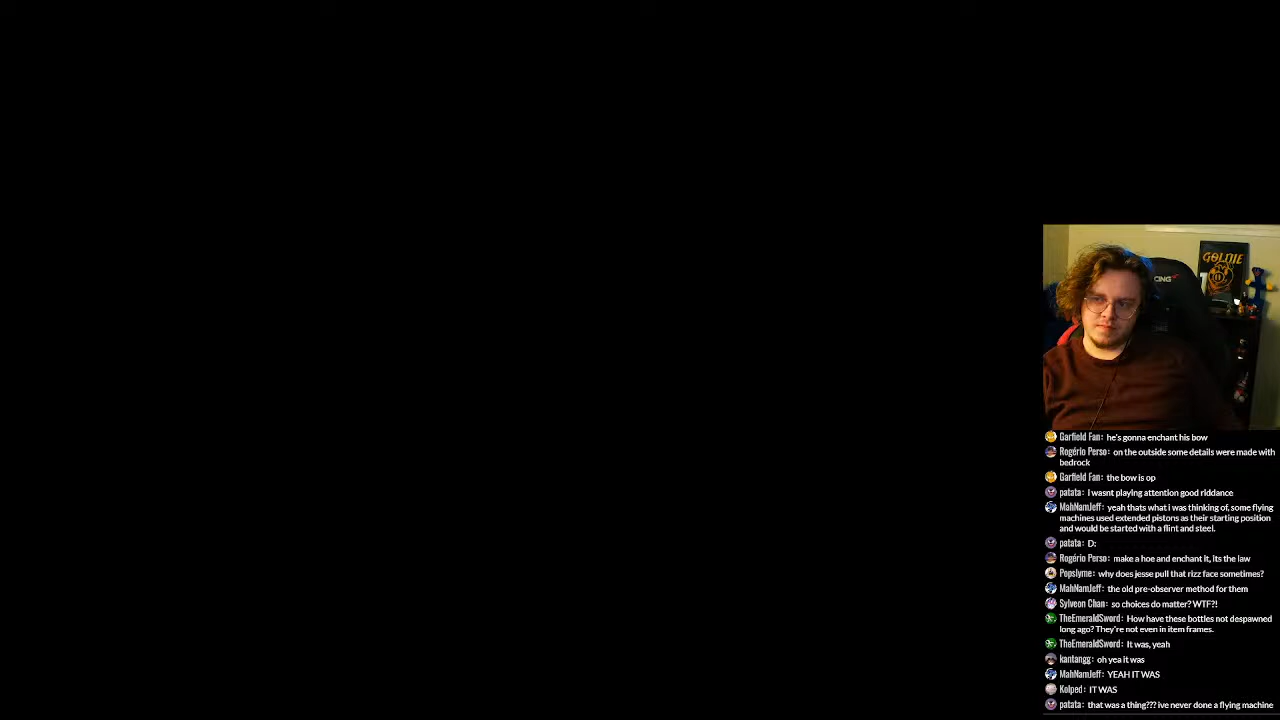 GOLDIE
CING
Garfield Fan: he's gonna enchant his bow
Rogério Perso: on the outside some details were made with
bedrock
Garfield Fan: the bow is op
patata: I wasnt playing attention good riddance
MahNamJeff: yeah thats what i was thinking of, some flying
machines used extended pistons as their starting position
and would be started with a flint and steel.
patata: D:
Rogério Perso: make a hoe and enchant it, its the law
Popslyme: why does jesse pull that rizz face sometimes?
MahNamJeff: the old pre-observer method for them
Sylveon Chan: so choices do matter? WTF?!
TheEmeraldSword: How have these bottles not despawned
long ago? They're not even in item frames.
TheEmeraldSword: It was, yeah
kantangg: oh yea it was
MahNamJeff: YEAH IT WAS
Kolped: IT WAS
patata: that was a thing??? ive never done a flying machine